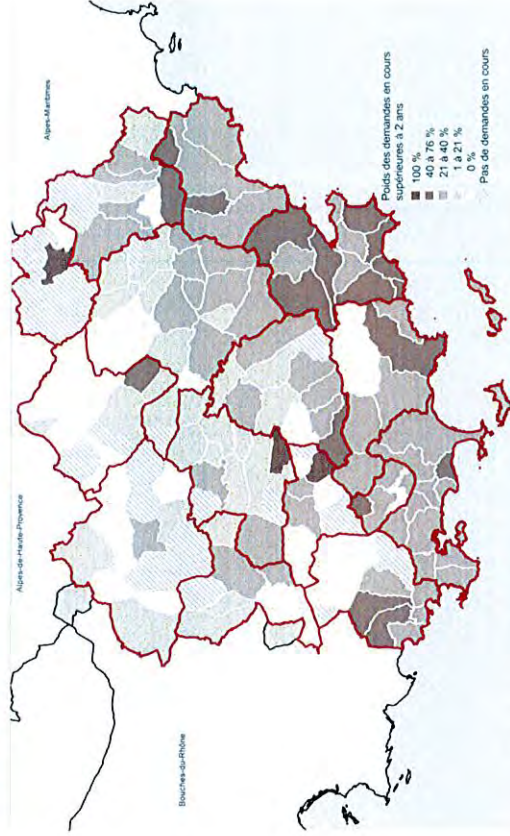 Alpes-de-Haute-Provence
Alpes-Maritimes
Bouches-du-Rhône
Poids des demandes en cours
supérieures à 2 ans
100 %
40 à 76 %
21 à 40 %
1 à 21 %
0 %
Pas de demandes en cours